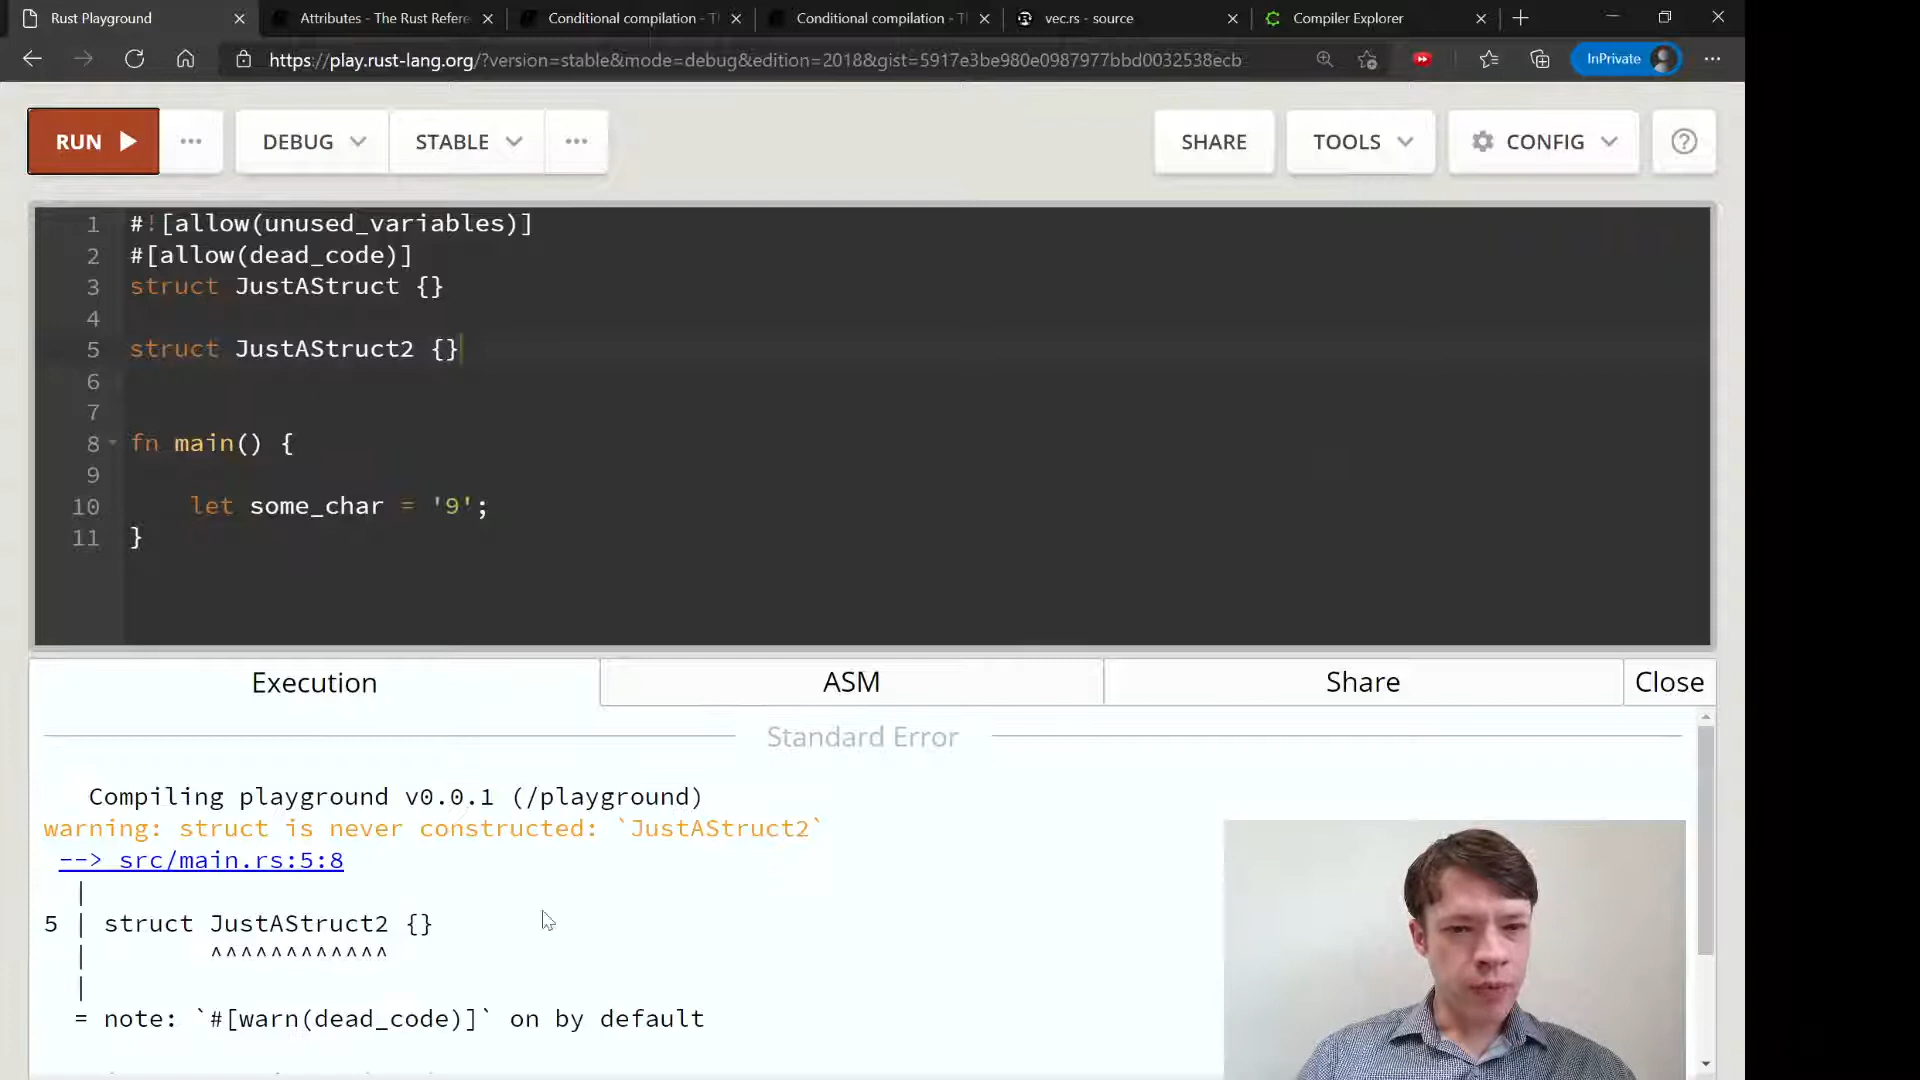 Rust Playground
Attributes - The Rust Refere
Conditional compilation - T
Conditional compilation - T
vec.rs - source
Compiler Explorer
https://play.rust-lang.org/?version=stable&mode=debug&edition=2018&gist=5917e3be980e0987977bbd0032538ecb
InPrivate
RUN
DEBUG
STABLE
SHARE
TOOLS
CONFIG
1 #![allow(unused_variables)]
2 #[allow(dead_code)]
3 struct JustAStruct {}
4
5 struct JustAStruct2 {}
6
7
8 fn main() {
9
10 let some_char = '9';
11 }
Execution
ASM
Share
Close
Standard Error
Compiling playground v0.0.1 (/playground)
warning: struct is never constructed: `JustAStruct2`
--> src/main.rs:5:8
|
5 | struct JustAStruct2 {}
| ^^^^^^^^^^^^
|
= note: `#[warn(dead_code)]` on by default